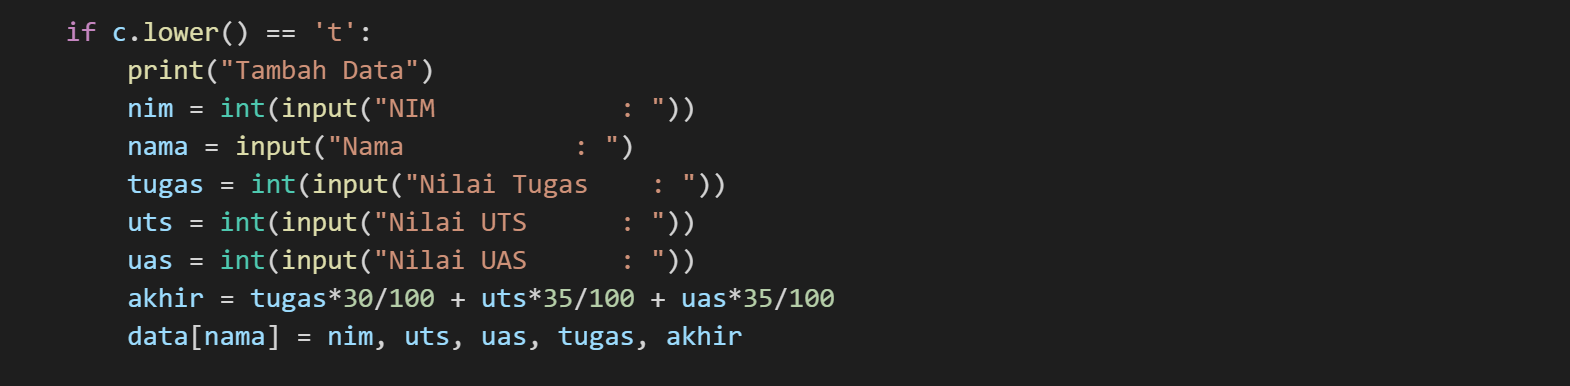 if c.lower() == 't':
    print("Tambah Data")
    nim = int(input("NIM            : "))
    nama = input("Nama           : ")
    tugas = int(input("Nilai Tugas    : "))
    uts = int(input("Nilai UTS      : "))
    uas = int(input("Nilai UAS      : "))
    akhir = tugas*30/100 + uts*35/100 + uas*35/100
    data[nama] = nim, uts, uas, tugas, akhir